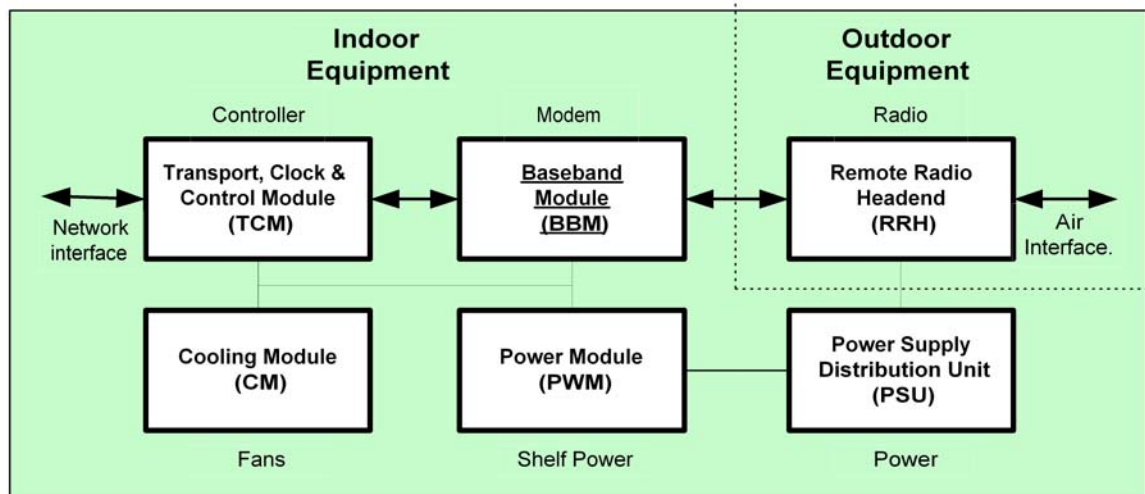 Indoor
Equipment
Outdoor
Equipment
Controller
Modem
Radio
Transport, Clock &
Control Module
(TCM)
Baseband
Module
(BBM)
Remote Radio
Headend
(RRH)
Network
interface
Air
Interface.
Cooling Module
(CM)
Power Module
(PWM)
Power Supply
Distribution Unit
(PSU)
Fans
Shelf Power
Power